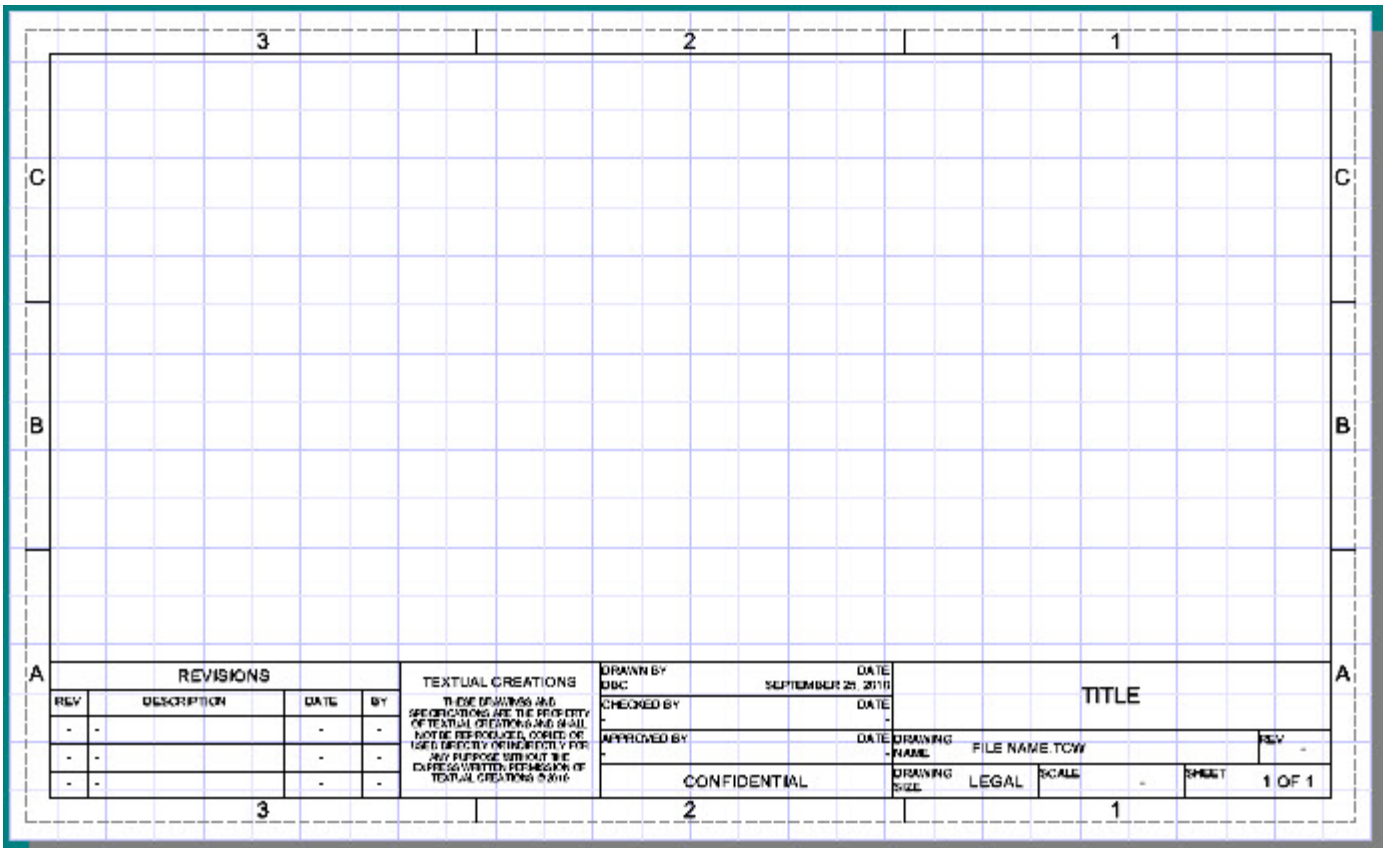 3 2 1
C C
B B
A A
REVISIONS
REV DESCRIPTION DATE BY
- - - -
- - - -
- - - -
TEXTUAL CREATIONS
THESE DRAWINGS AND
SPECIFICATIONS ARE THE PROPERTY
OF TEXTUAL CREATIONS AND SHALL
NOT BE REPRODUCED, COPIED OR
USED DIRECTLY OR INDIRECTLY FOR
ANY PURPOSE WITHOUT THE
EXPRESS WRITTEN PERMISSION OF
TEXTUAL CREATIONS © 2016
DRAWN BY DATE
DBC SEPTEMBER 25, 2016
CHECKED BY DATE
- -
APPROVED BY DATE
- -
CONFIDENTIAL
TITLE
DRAWING
NAME
FILE NAME.TCW
REV
-
DRAWING
SIZE
LEGAL
SCALE
-
SHEET
1 OF 1
3 2 1